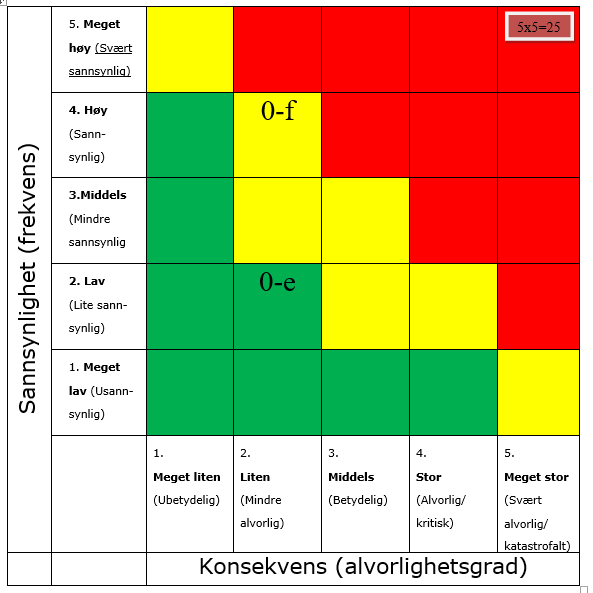 5. Meget
høy (Svært
sannsynlig)
5x5=25
4. Høy
(Sann-
synlig)
0-f
3.Middels
(Mindre
sannsynlig
2. Lav
(Lite sann-
synlig)
0-e
1. Meget
lav (Usann-
synlig)
Sannsynlighet (frekvens)
1.
Meget liten
(Ubetydelig)
2.
Liten
(Mindre
alvorlig)
3.
Middels
(Betydelig)
4.
Stor
(Alvorlig/
kritisk)
5.
Meget stor
(Svært
alvorlig/
katastrofalt)
Konsekvens (alvorlighetsgrad)